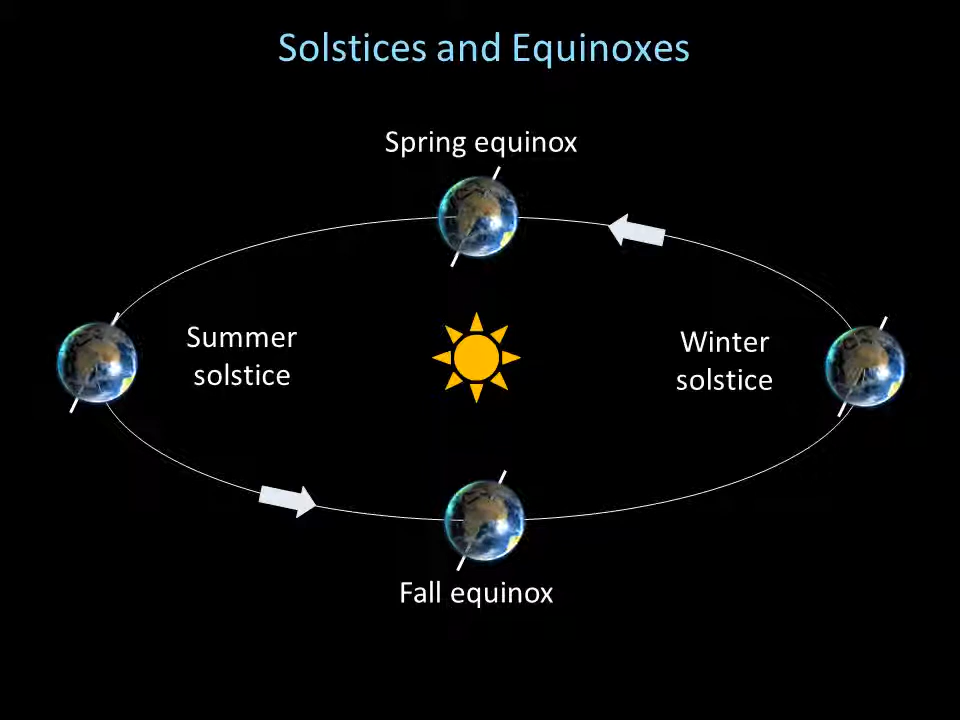 Solstices and Equinoxes
Spring equinox
Summer
solstice
Winter
solstice
Fall equinox